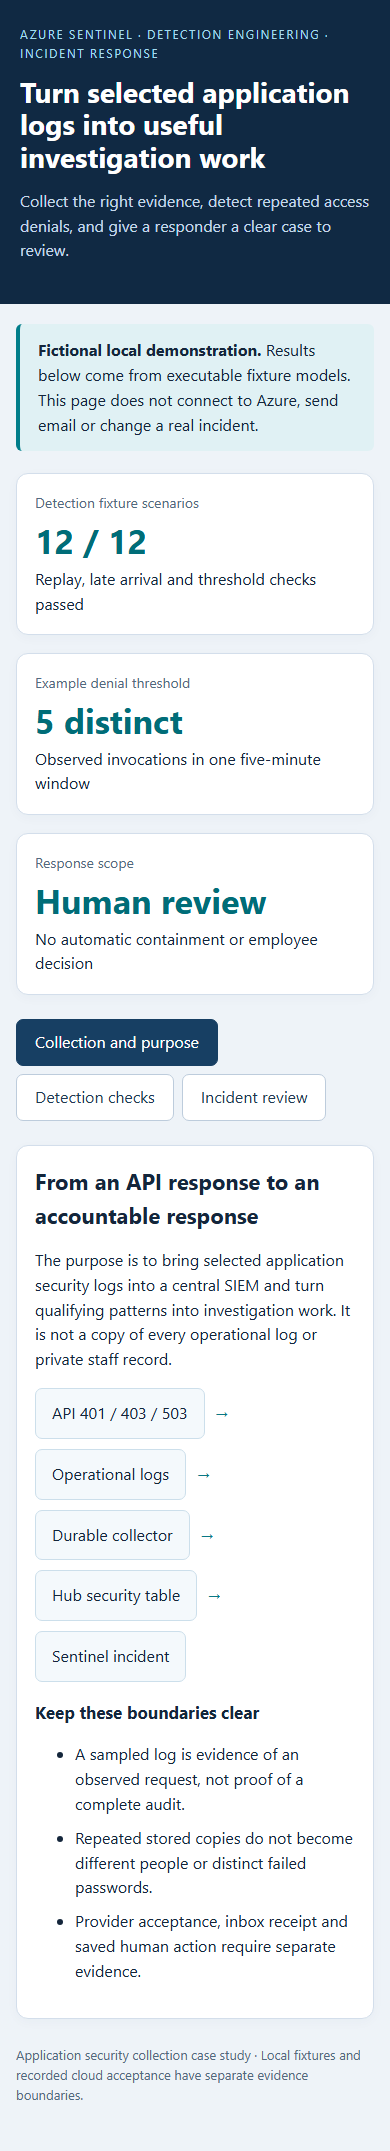 AZURE SENTINEL · DETECTION ENGINEERING ·
INCIDENT RESPONSE
Turn selected application
logs into useful
investigation work
Collect the right evidence, detect repeated access
denials, and give a responder a clear case to
review.
Fictional local demonstration. Results
below come from executable fixture models.
This page does not connect to Azure, send
email or change a real incident.
Detection fixture scenarios
12 / 12
Replay, late arrival and threshold checks
passed
Example denial threshold
5 distinct
Observed invocations in one five-minute
window
Response scope
Human review
No automatic containment or employee
decision
Collection and purpose
Detection checks
Incident review
From an API response to an
accountable response
The purpose is to bring selected application
security logs into a central SIEM and turn
qualifying patterns into investigation work. It
is not a copy of every operational log or
private staff record.
API 401 / 403 / 503 →
Operational logs →
Durable collector →
Hub security table →
Sentinel incident
Keep these boundaries clear
• A sampled log is evidence of an
observed request, not proof of a
complete audit.
• Repeated stored copies do not become
different people or distinct failed
passwords.
• Provider acceptance, inbox receipt and
saved human action require separate
evidence.
Application security collection case study · Local fixtures and
recorded cloud acceptance have separate evidence
boundaries.